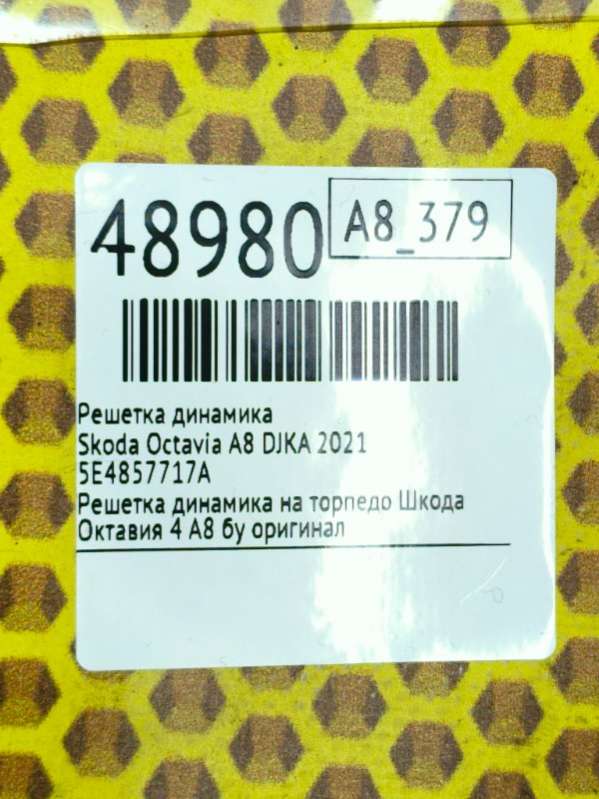 48980
A8_379
Решетка динамика
Skoda Octavia A8 DJKA 2021
5E4857717A
Решетка динамика на торпедо Шкода
Октавия 4 А8 бу оригинал